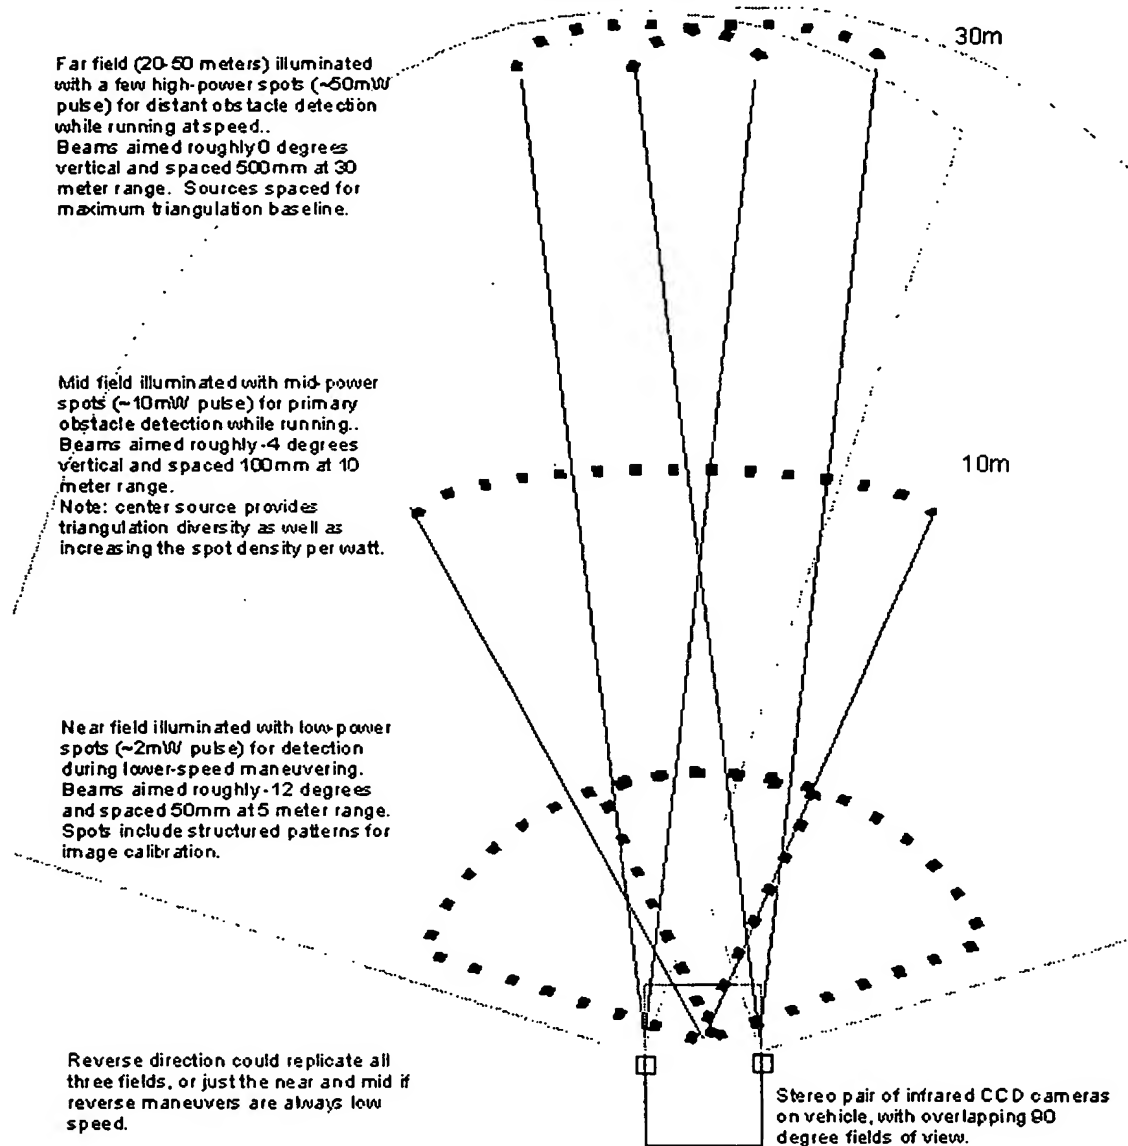 30m
Far field (20-50 meters) illuminated
with a few high-power spots (~50mW
pulse) for distant obstacle detection
while running at speed..
Beams aimed roughly 0 degrees
vertical and spaced 500mm at 30
meter range. Sources spaced for
maximum triangulation baseline.
Mid field illuminated with mid-power
spots (~10mW pulse) for primary
obstacle detection while running..
Beams aimed roughly -4 degrees
vertical and spaced 100mm at 10
meter range.
Note: center source provides
triangulation diversity as well as
increasing the spot density per watt.
10m
Near field illuminated with low-power
spots (~2mW pulse) for detection
during lower-speed maneuvering.
Beams aimed roughly -12 degrees
and spaced 50mm at 5 meter range.
Spots include structured patterns for
image calibration.
Reverse direction could replicate all
three fields, or just the near and mid if
reverse maneuvers are always low
speed.
Stereo pair of infrared CCD cameras
on vehicle, with overlapping 90
degree fields of view.